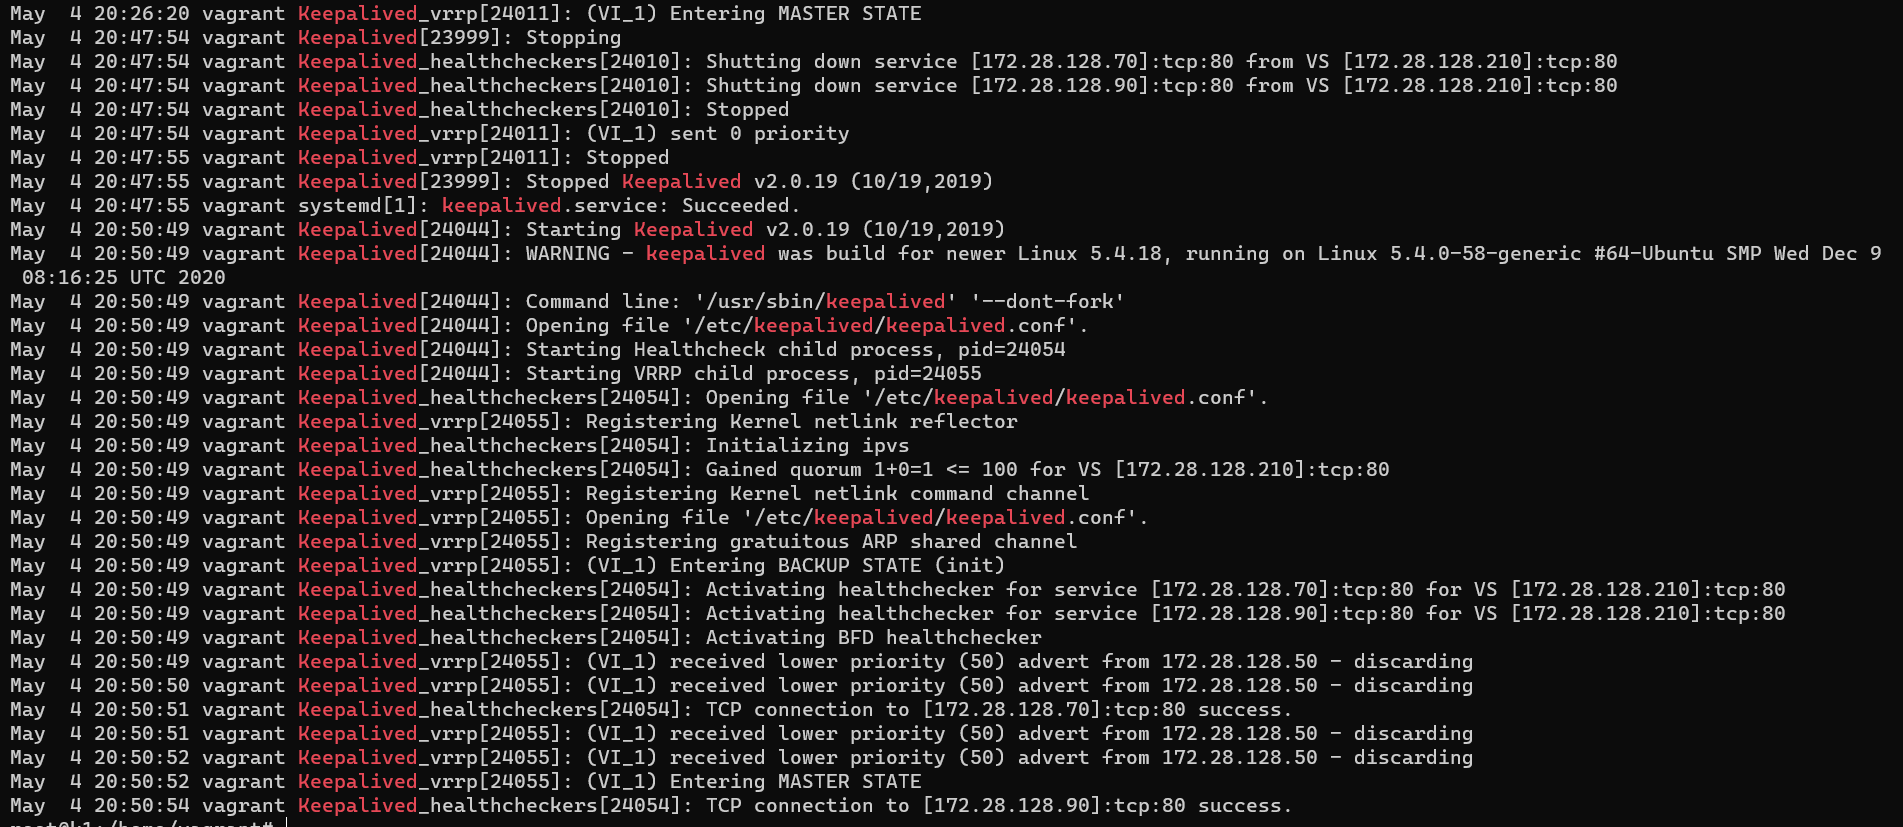 May  4 20:26:20 vagrant Keepalived_vrrp[24011]: (VI_1) Entering MASTER STATE
May  4 20:47:54 vagrant Keepalived[23999]: Stopping
May  4 20:47:54 vagrant Keepalived_healthcheckers[24010]: Shutting down service [172.28.128.70]:tcp:80 from VS [172.28.128.210]:tcp:80
May  4 20:47:54 vagrant Keepalived_healthcheckers[24010]: Shutting down service [172.28.128.90]:tcp:80 from VS [172.28.128.210]:tcp:80
May  4 20:47:54 vagrant Keepalived_healthcheckers[24010]: Stopped
May  4 20:47:54 vagrant Keepalived_vrrp[24011]: (VI_1) sent 0 priority
May  4 20:47:55 vagrant Keepalived_vrrp[24011]: Stopped
May  4 20:47:55 vagrant Keepalived[23999]: Stopped Keepalived v2.0.19 (10/19,2019)
May  4 20:47:55 vagrant systemd[1]: keepalived.service: Succeeded.
May  4 20:50:49 vagrant Keepalived[24044]: Starting Keepalived v2.0.19 (10/19,2019)
May  4 20:50:49 vagrant Keepalived[24044]: WARNING - keepalived was build for newer Linux 5.4.18, running on Linux 5.4.0-58-generic #64-Ubuntu SMP Wed Dec 9
 08:16:25 UTC 2020
May  4 20:50:49 vagrant Keepalived[24044]: Command line: '/usr/sbin/keepalived' '--dont-fork'
May  4 20:50:49 vagrant Keepalived[24044]: Opening file '/etc/keepalived/keepalived.conf'.
May  4 20:50:49 vagrant Keepalived[24044]: Starting Healthcheck child process, pid=24054
May  4 20:50:49 vagrant Keepalived[24044]: Starting VRRP child process, pid=24055
May  4 20:50:49 vagrant Keepalived_healthcheckers[24054]: Opening file '/etc/keepalived/keepalived.conf'.
May  4 20:50:49 vagrant Keepalived_vrrp[24055]: Registering Kernel netlink reflector
May  4 20:50:49 vagrant Keepalived_healthcheckers[24054]: Initializing ipvs
May  4 20:50:49 vagrant Keepalived_healthcheckers[24054]: Gained quorum 1+0=1 <= 100 for VS [172.28.128.210]:tcp:80
May  4 20:50:49 vagrant Keepalived_vrrp[24055]: Registering Kernel netlink command channel
May  4 20:50:49 vagrant Keepalived_vrrp[24055]: Opening file '/etc/keepalived/keepalived.conf'.
May  4 20:50:49 vagrant Keepalived_vrrp[24055]: Registering gratuitous ARP shared channel
May  4 20:50:49 vagrant Keepalived_vrrp[24055]: (VI_1) Entering BACKUP STATE (init)
May  4 20:50:49 vagrant Keepalived_healthcheckers[24054]: Activating healthchecker for service [172.28.128.70]:tcp:80 for VS [172.28.128.210]:tcp:80
May  4 20:50:49 vagrant Keepalived_healthcheckers[24054]: Activating healthchecker for service [172.28.128.90]:tcp:80 for VS [172.28.128.210]:tcp:80
May  4 20:50:49 vagrant Keepalived_healthcheckers[24054]: Activating BFD healthchecker
May  4 20:50:49 vagrant Keepalived_vrrp[24055]: (VI_1) received lower priority (50) advert from 172.28.128.50 - discarding
May  4 20:50:50 vagrant Keepalived_vrrp[24055]: (VI_1) received lower priority (50) advert from 172.28.128.50 - discarding
May  4 20:50:51 vagrant Keepalived_healthcheckers[24054]: TCP connection to [172.28.128.70]:tcp:80 success.
May  4 20:50:51 vagrant Keepalived_vrrp[24055]: (VI_1) received lower priority (50) advert from 172.28.128.50 - discarding
May  4 20:50:52 vagrant Keepalived_vrrp[24055]: (VI_1) received lower priority (50) advert from 172.28.128.50 - discarding
May  4 20:50:52 vagrant Keepalived_vrrp[24055]: (VI_1) Entering MASTER STATE
May  4 20:50:54 vagrant Keepalived_healthcheckers[24054]: TCP connection to [172.28.128.90]:tcp:80 success.